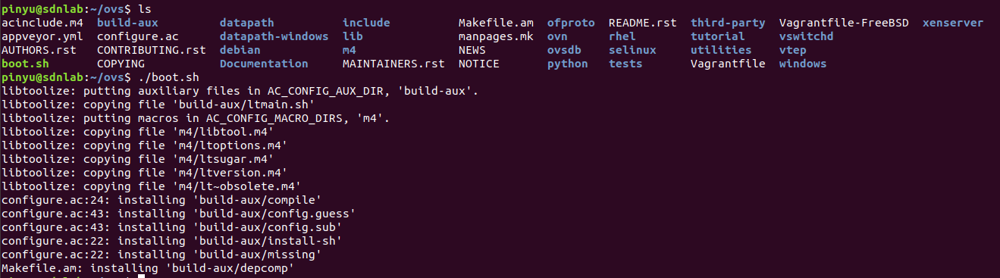 pinyu@sdnlab:~/ovs$ ls
acinclude.m4 build-aux datapath include Makefile.am ofproto README.rst third-party Vagrantfile-FreeBSD xenserver
appveyor.yml configure.ac datapath-windows lib manpages.mk ovn rhel tutorial vswitchd
AUTHORS.rst CONTRIBUTING.rst debian m4 NEWS ovsdb selinux utilities vtep
boot.sh COPYING Documentation MAINTAINERS.rst NOTICE python tests Vagrantfile windows
pinyu@sdnlab:~/ovs$ ./boot.sh
libtoolize: putting auxiliary files in AC_CONFIG_AUX_DIR, 'build-aux'.
libtoolize: copying file 'build-aux/ltmain.sh'
libtoolize: putting macros in AC_CONFIG_MACRO_DIRS, 'm4'.
libtoolize: copying file 'm4/libtool.m4'
libtoolize: copying file 'm4/ltoptions.m4'
libtoolize: copying file 'm4/ltsugar.m4'
libtoolize: copying file 'm4/ltversion.m4'
libtoolize: copying file 'm4/lt~obsolete.m4'
configure.ac:24: installing 'build-aux/compile'
configure.ac:43: installing 'build-aux/config.guess'
configure.ac:43: installing 'build-aux/config.sub'
configure.ac:22: installing 'build-aux/install-sh'
configure.ac:22: installing 'build-aux/missing'
Makefile.am: installing 'build-aux/depcomp'